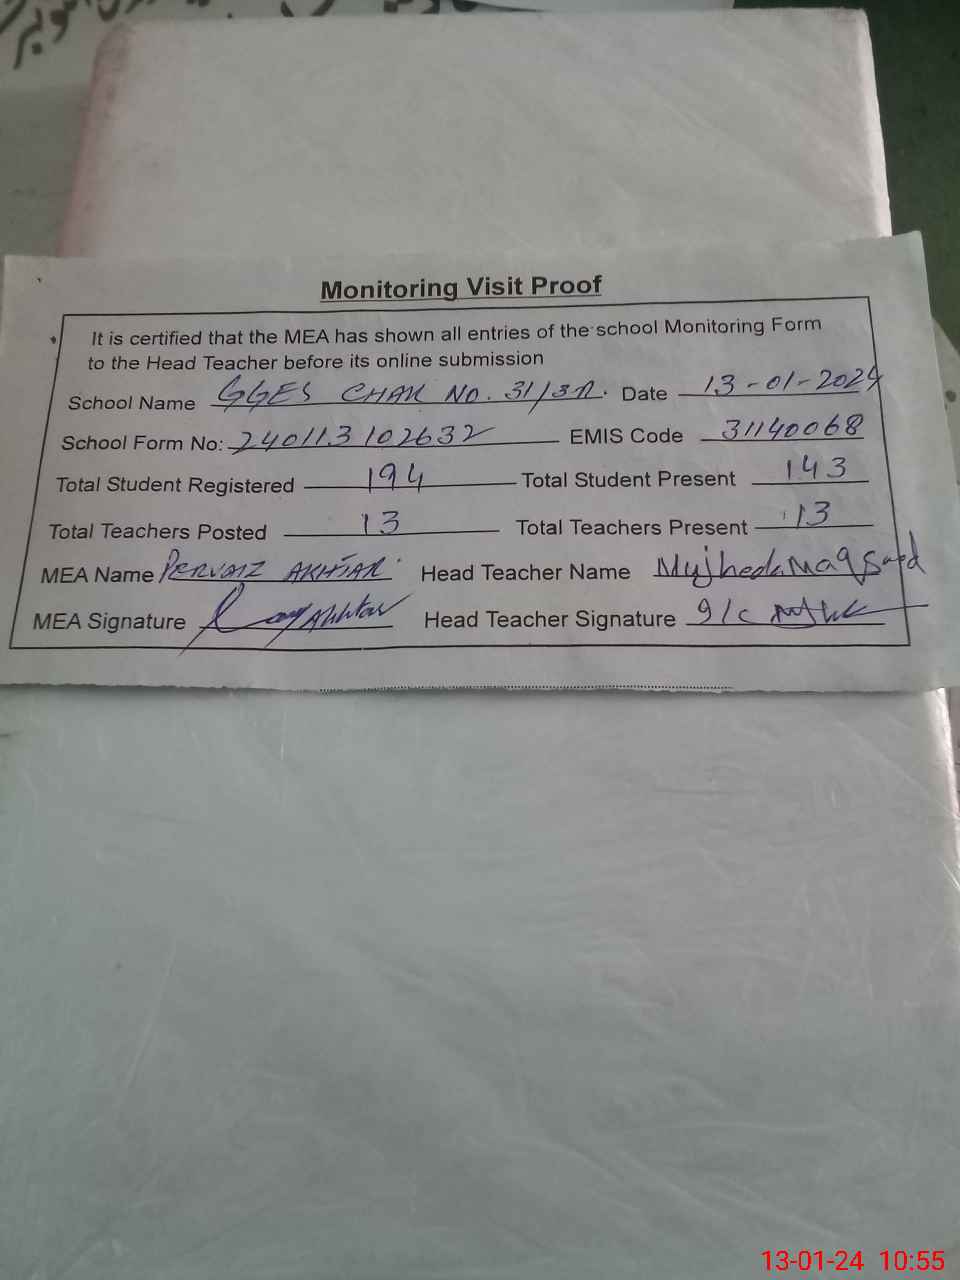 Monitoring Visit Proof
It is certified that the MEA has shown all entries of the school Monitoring Form
to the Head Teacher before its online submission
School Name GGES CHAK NO. 31/3R. Date 13-01-2024
School Form No: 240113102632 EMIS Code 31140068
Total Student Registered 194 Total Student Present 143
Total Teachers Posted 13 Total Teachers Present 13
MEA Name PERVAIZ AKHTAR Head Teacher Name
MEA Signature Akhtar Head Teacher Signature
13-01-24 10:55